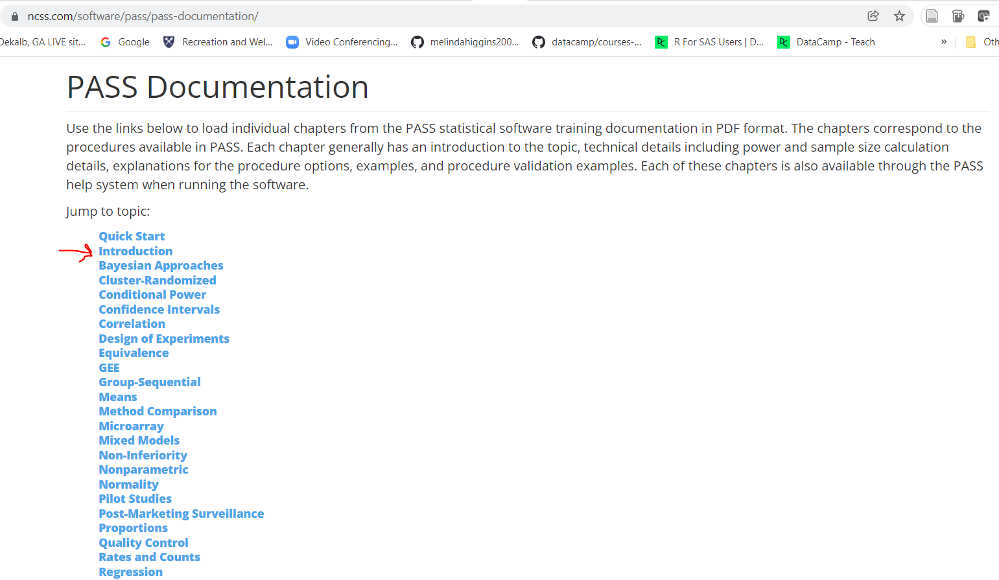 ncss.com/software/pass/pass-documentation/
Dekalb, GA LIVE sit... Google Recreation and Wel... Video Conferencing... melindahiggins200... datacamp/courses-... R For SAS Users | D... DataCamp - Teach » Oth
PASS Documentation
Use the links below to load individual chapters from the PASS statistical software training documentation in PDF format. The chapters correspond to the
procedures available in PASS. Each chapter generally has an introduction to the topic, technical details including power and sample size calculation
details, explanations for the procedure options, examples, and procedure validation examples. Each of these chapters is also available through the PASS
help system when running the software.
Jump to topic:
Quick Start
Introduction
Bayesian Approaches
Cluster-Randomized
Conditional Power
Confidence Intervals
Correlation
Design of Experiments
Equivalence
GEE
Group-Sequential
Means
Method Comparison
Microarray
Mixed Models
Non-Inferiority
Nonparametric
Normality
Pilot Studies
Post-Marketing Surveillance
Proportions
Quality Control
Rates and Counts
Regression